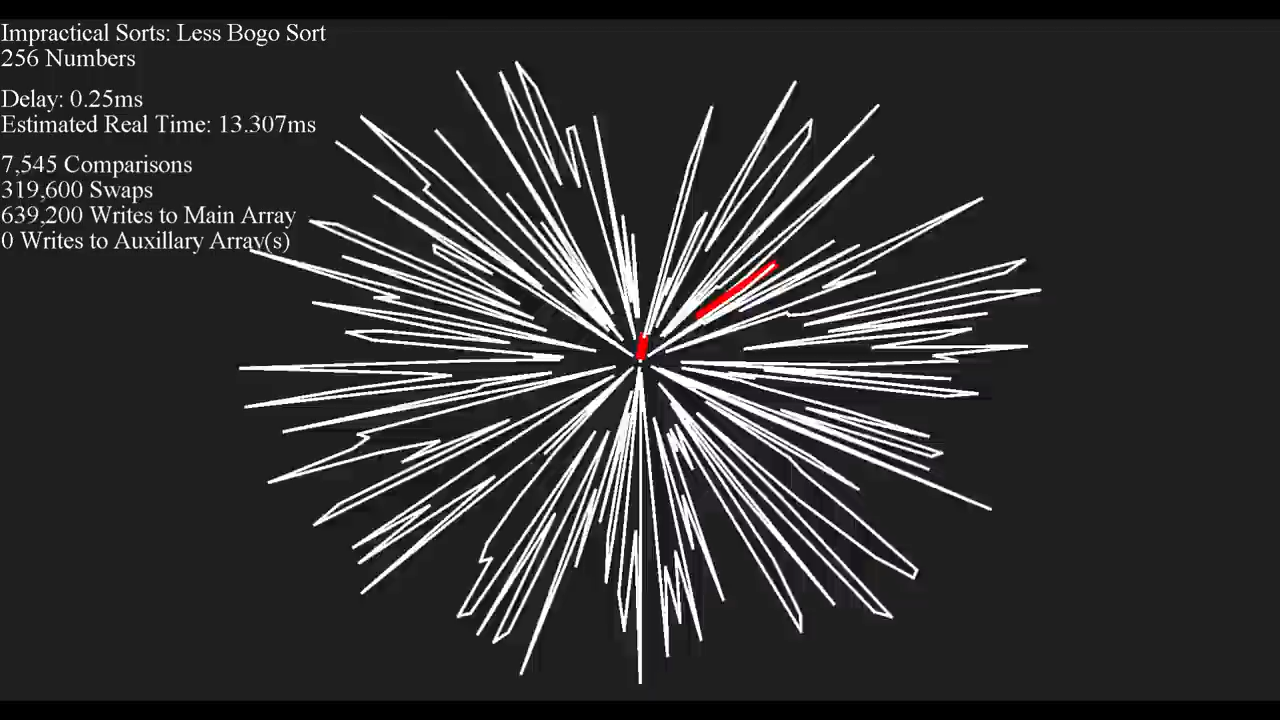 Impractical Sorts: Less Bogo Sort
256 Numbers
Delay: 0.25ms
Estimated Real Time: 13.307ms
7,545 Comparisons
319,600 Swaps
639,200 Writes to Main Array
0 Writes to Auxillary Array(s)